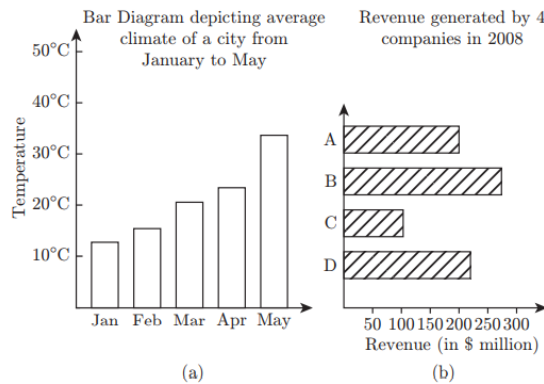 Bar Diagram depicting average
climate of a city from
January to May
Temperature
50°C
40°C
30°C
20°C
10°C
Jan Feb Mar Apr May
(a)
Revenue generated by 4
companies in 2008
A
B
C
D
50 100 150 200 250 300
Revenue (in $ million)
(b)